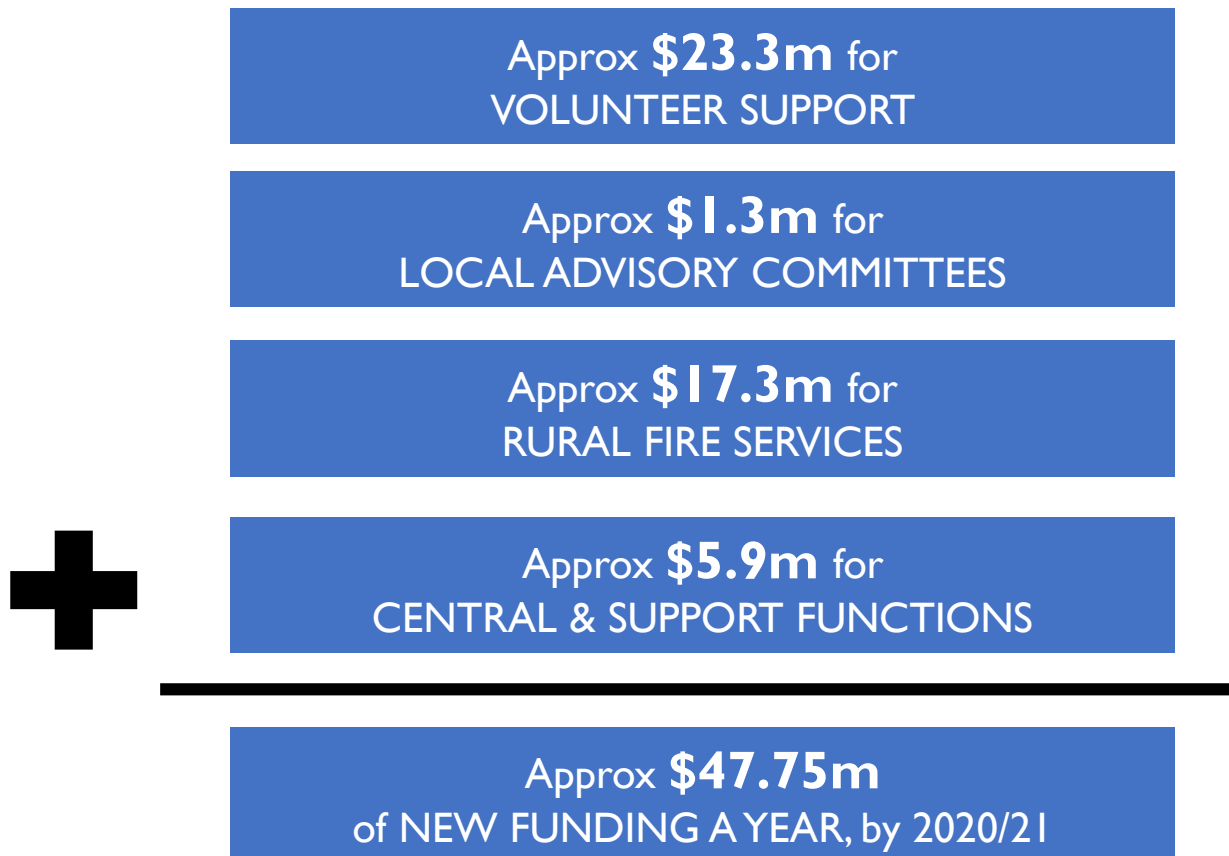 Approx $23.3m for
VOLUNTEER SUPPORT
Approx $1.3m for
LOCAL ADVISORY COMMITTEES
Approx $17.3m for
RURAL FIRE SERVICES
Approx $5.9m for
CENTRAL & SUPPORT FUNCTIONS
Approx $47.75m
of NEW FUNDING A YEAR, by 2020/21